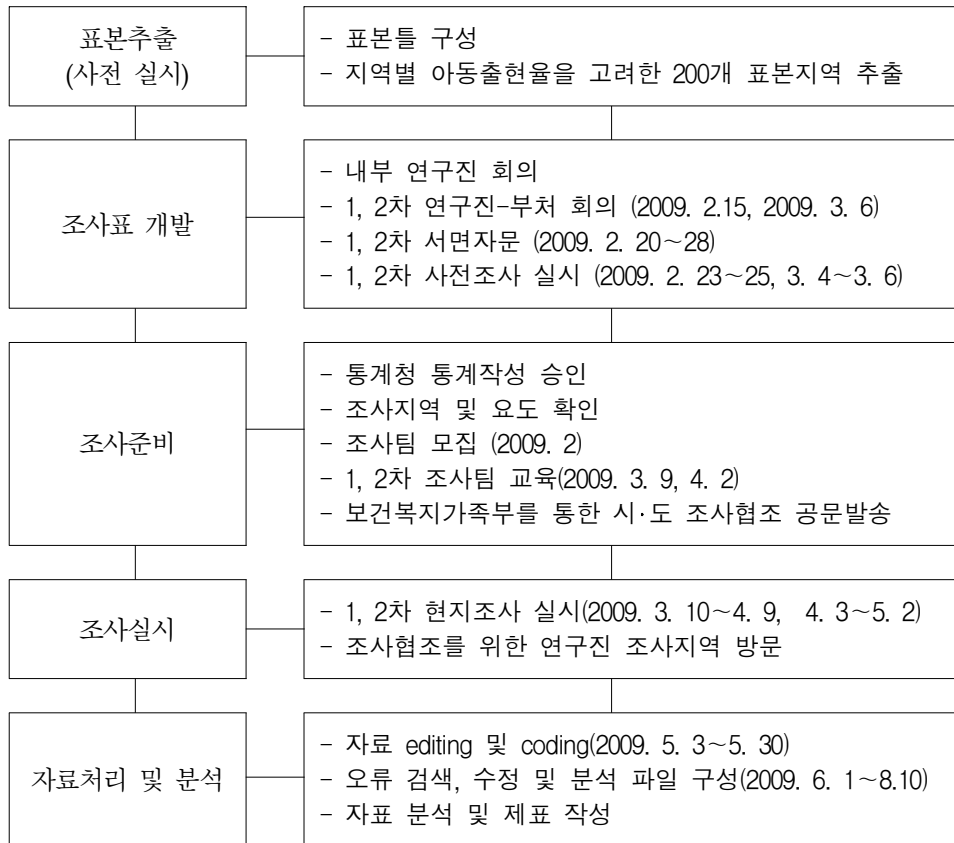 표본추출
(사전 실시)
- 표본틀 구성
- 지역별 아동출현율을 고려한 200개 표본지역 추출
조사표 개발
- 내부 연구진 회의
- 1, 2차 연구진-부처 회의 (2009. 2.15, 2009. 3. 6)
- 1, 2차 서면자문 (2009. 2. 20~28)
- 1, 2차 사전조사 실시 (2009. 2. 23~25, 3. 4~3. 6)
조사준비
- 통계청 통계작성 승인
- 조사지역 및 요도 확인
- 조사팀 모집 (2009. 2)
- 1, 2차 조사팀 교육(2009. 3. 9, 4. 2)
- 보건복지가족부를 통한 시·도 조사협조 공문발송
조사실시
- 1, 2차 현지조사 실시(2009. 3. 10~4. 9, 4. 3~5. 2)
- 조사협조를 위한 연구진 조사지역 방문
자료처리 및 분석
- 자료 editing 및 coding(2009. 5. 3~5. 30)
- 오류 검색, 수정 및 분석 파일 구성(2009. 6. 1~8.10)
- 자표 분석 및 제표 작성